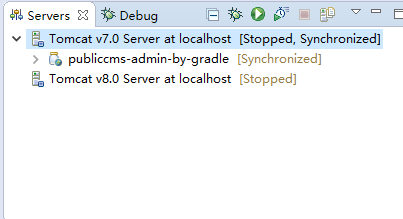 Servers Debug
Tomcat v7.0 Server at localhost [Stopped, Synchronized]
publiccms-admin-by-gradle [Synchronized]
Tomcat v8.0 Server at localhost [Stopped]